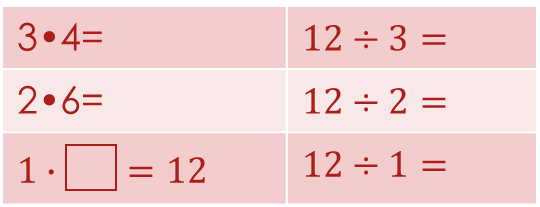 3•4= 12 ÷ 3 =
2•6= 12 ÷ 2 =
1 · □ = 12 12 ÷ 1 =